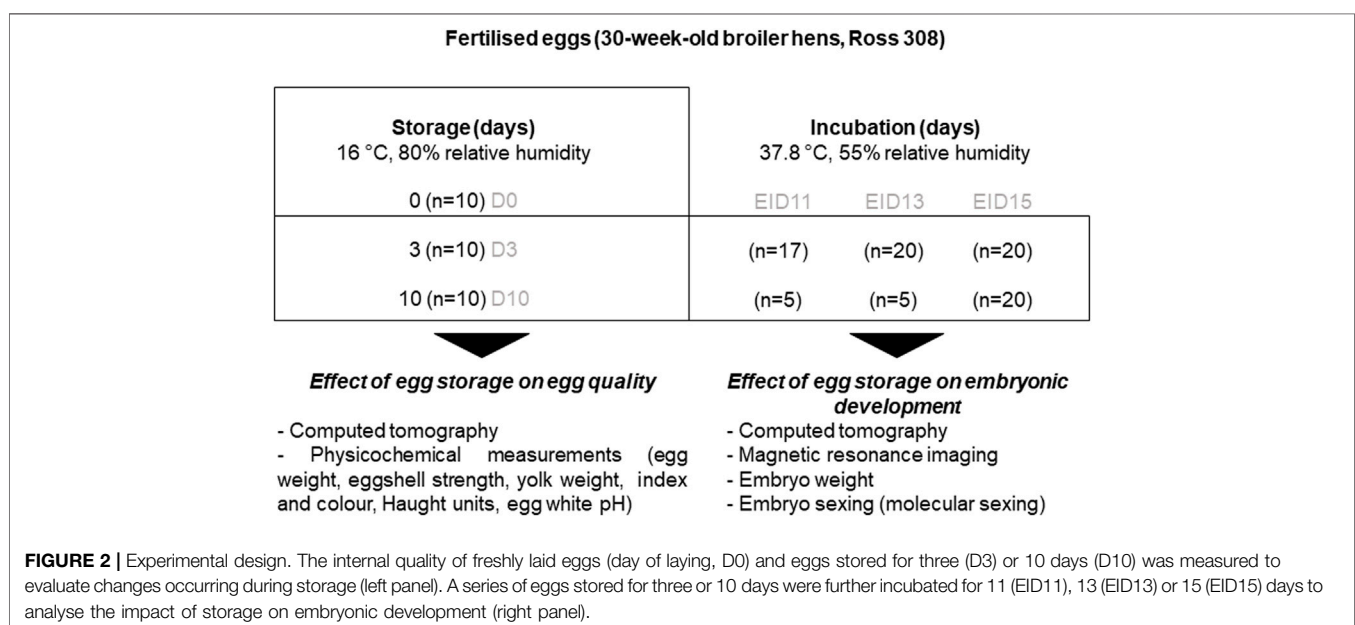 Fertilised eggs (30-week-old broiler hens, Ross 308)
Storage (days)
16 °C, 80% relative humidity
0 (n=10) D0
3 (n=10) D3
10 (n=10) D10
Incubation (days)
37.8 °C, 55% relative humidity
EID11 EID13 EID15
(n=17) (n=20) (n=20)
(n=5) (n=5) (n=20)
Effect of egg storage on egg quality
- Computed tomography
- Physicochemical measurements (egg
weight, eggshell strength, yolk weight, index
and colour, Haught units, egg white pH)
Effect of egg storage on embryonic
development
- Computed tomography
- Magnetic resonance imaging
- Embryo weight
- Embryo sexing (molecular sexing)
FIGURE 2 | Experimental design. The internal quality of freshly laid eggs (day of laying, D0) and eggs stored for three (D3) or 10 days (D10) was measured to
evaluate changes occurring during storage (left panel). A series of eggs stored for three or 10 days were further incubated for 11 (EID11), 13 (EID13) or 15 (EID15) days to
analyse the impact of storage on embryonic development (right panel).